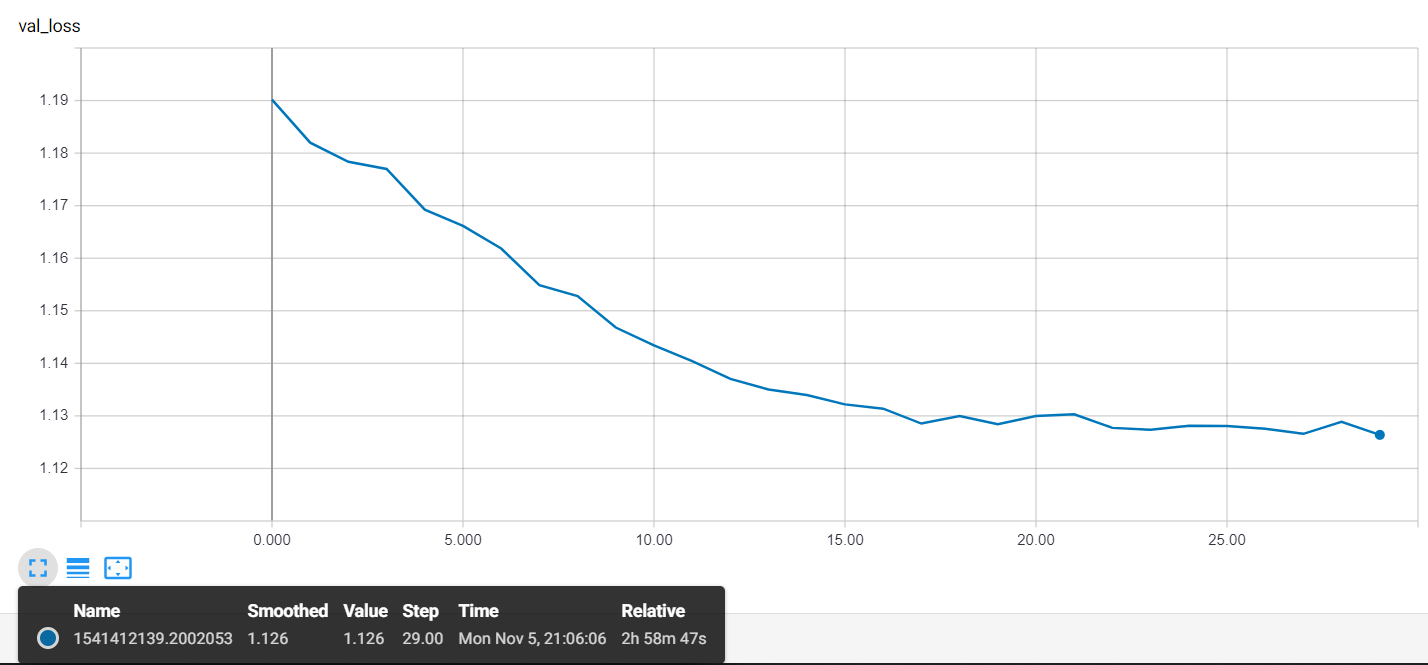 val_loss
1.19
1.18
1.17
1.16
1.15
1.14
1.13
1.12
0.000 5.000 10.00 15.00 20.00 25.00
Name Smoothed Value Step Time Relative
1541412139.2002053 1.126 1.126 29.00 Mon Nov 5, 21:06:06 2h 58m 47s